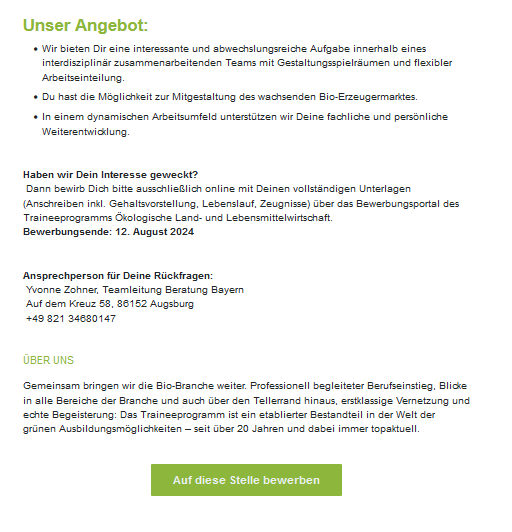 Unser Angebot:
• Wir bieten Dir eine interessante und abwechslungsreiche Aufgabe innerhalb eines
interdisziplinär zusammenarbeitenden Teams mit Gestaltungsspielräumen und flexibler
Arbeitseinteilung.
• Du hast die Möglichkeit zur Mitgestaltung des wachsenden Bio-Erzeugermarktes.
• In einem dynamischen Arbeitsumfeld unterstützen wir Deine fachliche und persönliche
Weiterentwicklung.
Haben wir Dein Interesse geweckt?
Dann bewirb Dich bitte ausschließlich online mit Deinen vollständigen Unterlagen
(Anschreiben inkl. Gehaltsvorstellung, Lebenslauf, Zeugnisse) über das Bewerbungsportal des
Traineeprogramms Ökologische Land- und Lebensmittelwirtschaft.
Bewerbungsende: 12. August 2024
Ansprechperson für Deine Rückfragen:
Yvonne Zohner, Teamleitung Beratung Bayern
Auf dem Kreuz 58, 86152 Augsburg
+49 821 34680147
ÜBER UNS
Gemeinsam bringen wir die Bio-Branche weiter. Professionell begleiteter Berufseinstieg, Blicke
in alle Bereiche der Branche und auch über den Tellerrand hinaus, erstklassige Vernetzung und
echte Begeisterung: Das Traineeprogramm ist ein etablierter Bestandteil in der Welt der
grünen Ausbildungsmöglichkeiten – seit über 20 Jahren und dabei immer topaktuell.
Auf diese Stelle bewerben